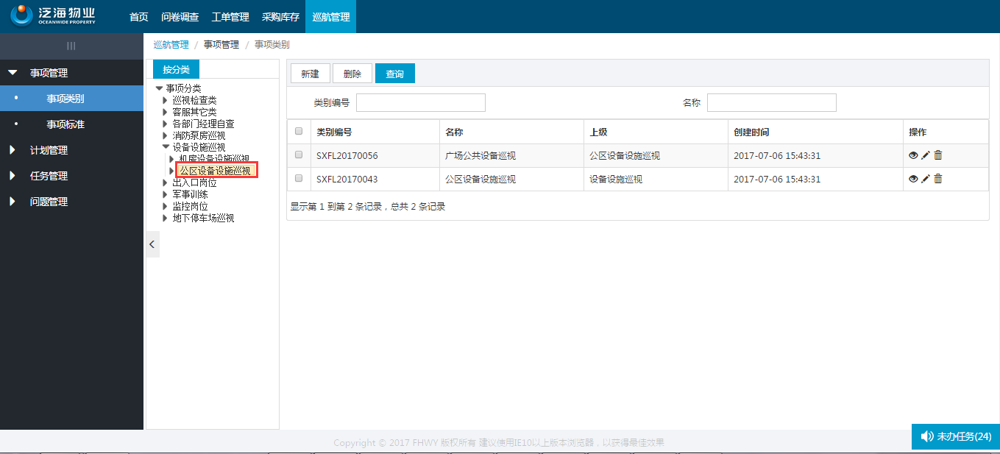 泛海物业
OCEANWIDE PROPERTY
首页 问卷调查 工单管理 采购库存 巡航管理
巡航管理 / 事项管理 / 事项类别
事项管理
事项类别
事项标准
计划管理
任务管理
问题管理
按分类
事项分类
巡视检查类
客服其它类
各部门经理自查
消防泵房巡视
设备设施巡视
机房设备设施巡视
公区设备设施巡视
出入口岗位
军事训练
监控岗位
地下停车场巡视
新建 删除 查询
类别编号 名称
类别编号 名称 上级 创建时间 操作
SXFL20170056 广场公共设备巡视 公区设备设施巡视 2017-07-06 15:43:31
SXFL20170043 公区设备设施巡视 设备设施巡视 2017-07-06 15:43:31
显示第 1 到第 2 条记录，总共 2 条记录
Copyright © 2017 FHWY 版权所有 建议使用IE10以上版本浏览器，以获得最佳效果
未办任务(24)